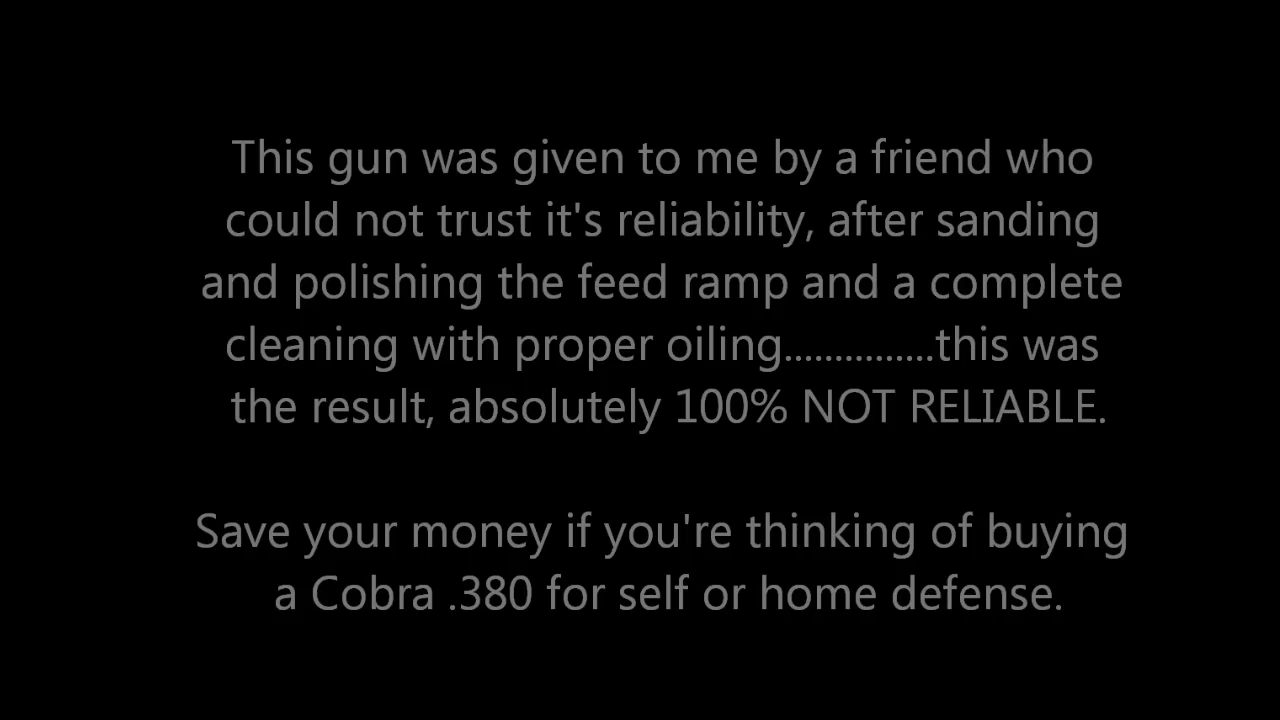 This gun was given to me by a friend who
could not trust it's reliability, after sanding
and polishing the feed ramp and a complete
cleaning with proper oiling...............this was
the result, absolutely 100% NOT RELIABLE.
Save your money if you're thinking of buying
a Cobra .380 for self or home defense.